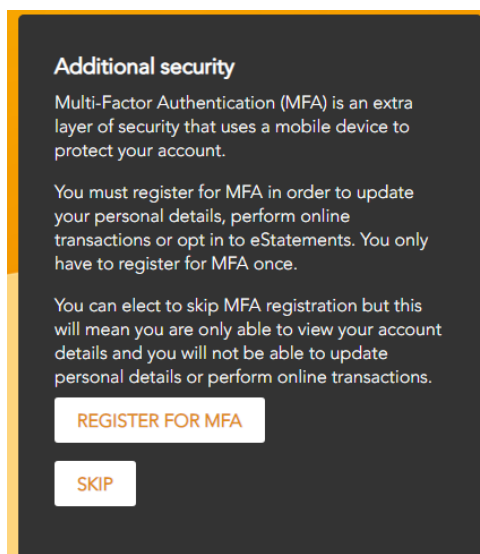 Additional security
Multi-Factor Authentication (MFA) is an extra
layer of security that uses a mobile device to
protect your account.
You must register for MFA in order to update
your personal details, perform online
transactions or opt in to eStatements. You only
have to register for MFA once.
You can elect to skip MFA registration but this
will mean you are only able to view your account
details and you will not be able to update
personal details or perform online transactions.
REGISTER FOR MFA
SKIP